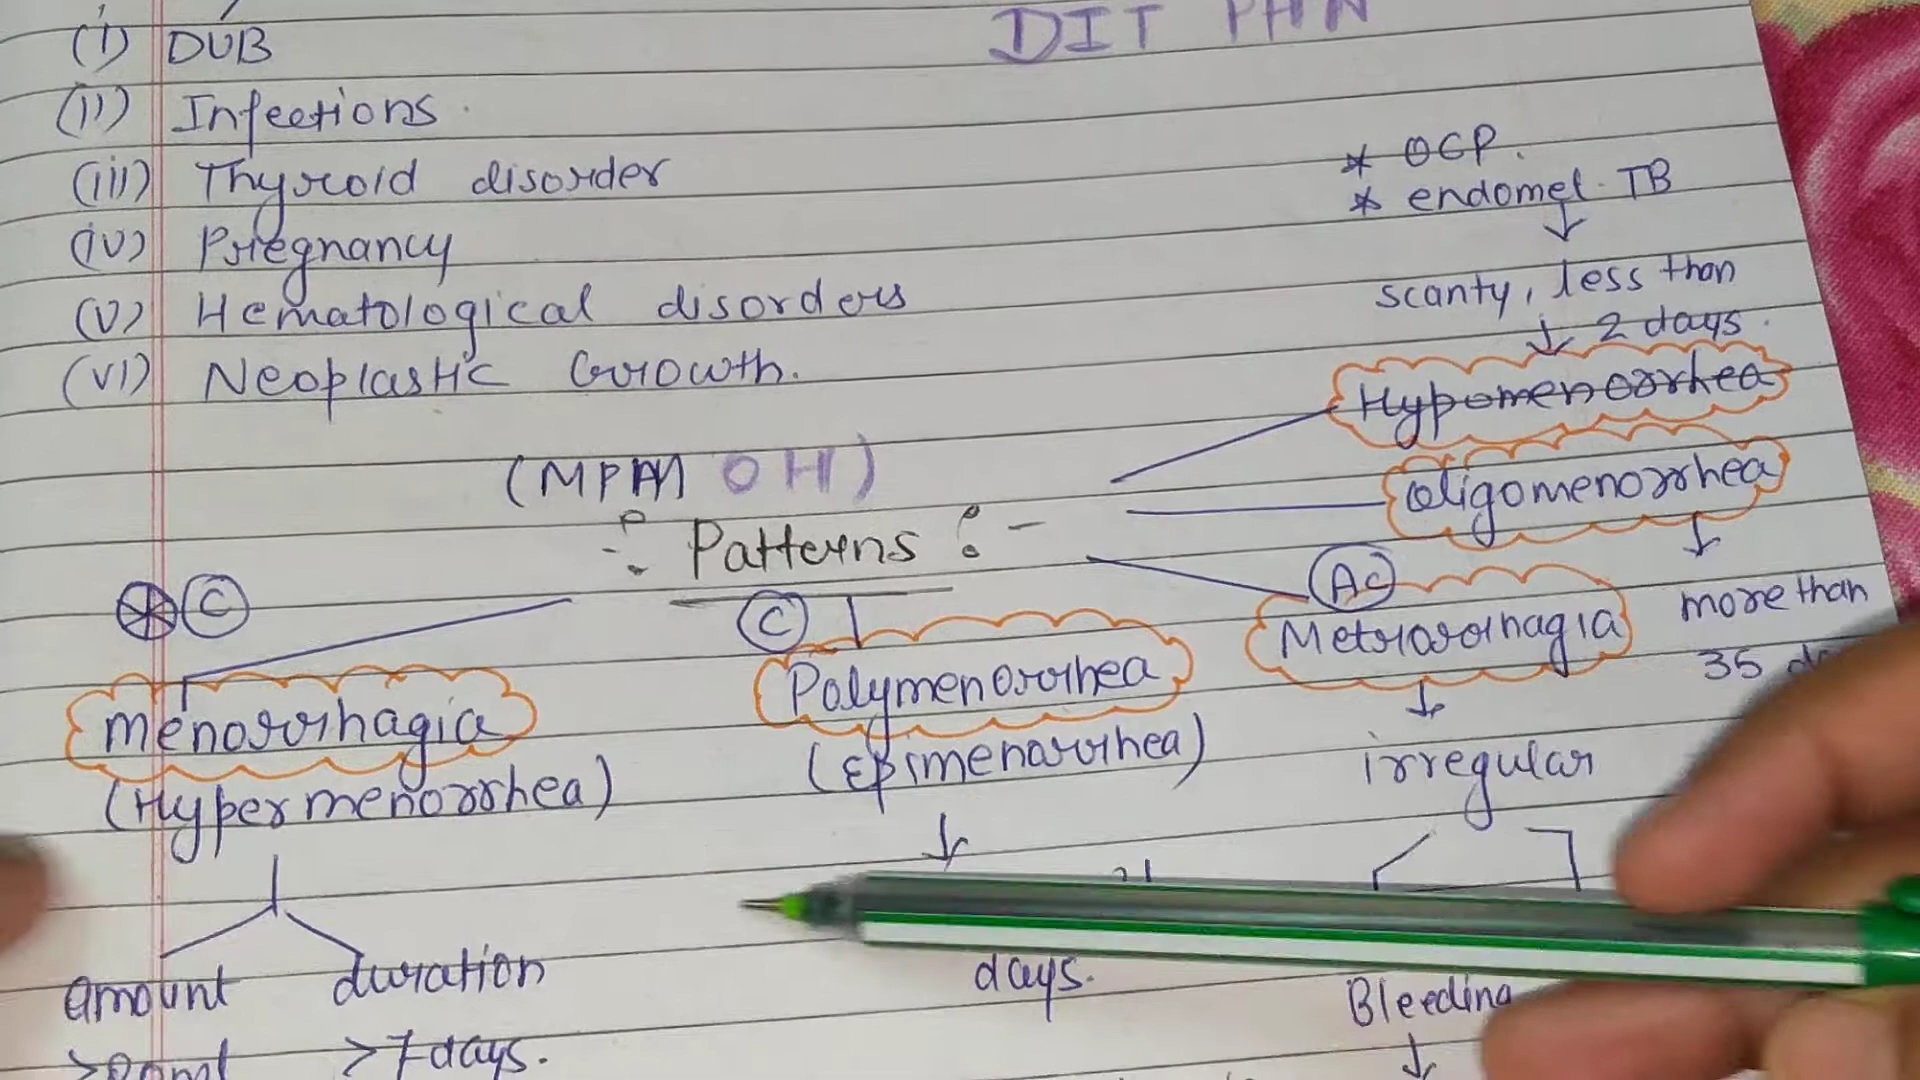 (i) DUB
DIT PHN
(ii) Infections.
(iii) Thyroid disorder
(iv) Pregnancy
(v) Hematological disorders
(vi) Neoplastic Growth.
* OCP.
* endomet. TB
scanty, less than
2 days.
Hypomenorrhea
Oligomenorrhea
more than
35
(MPM OH)
Patterns :-
C
C
Ac
Menorrhagia
(Hypermenorrhea)
Polymenorrhea
(Epimenorrhea)
Metrorrhagia
irregular
amount
duration
>7 days.
days.
Bleeding